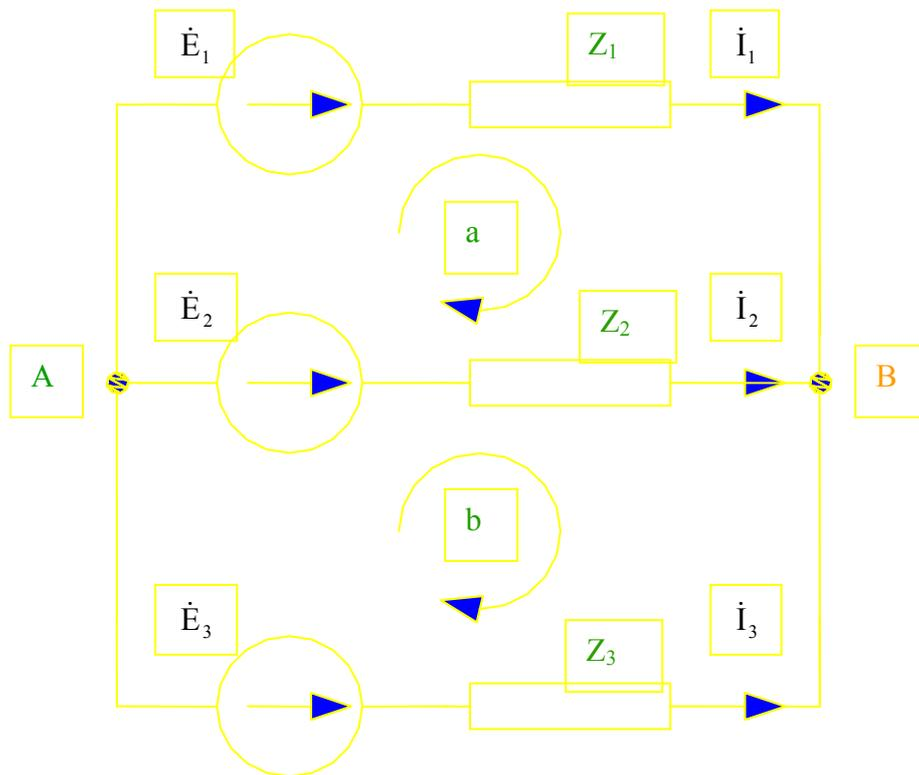 Ė₁ Z₁ İ₁
a
Ė₂ Z₂ İ₂
A B
b
Ė₃ Z₃ İ₃